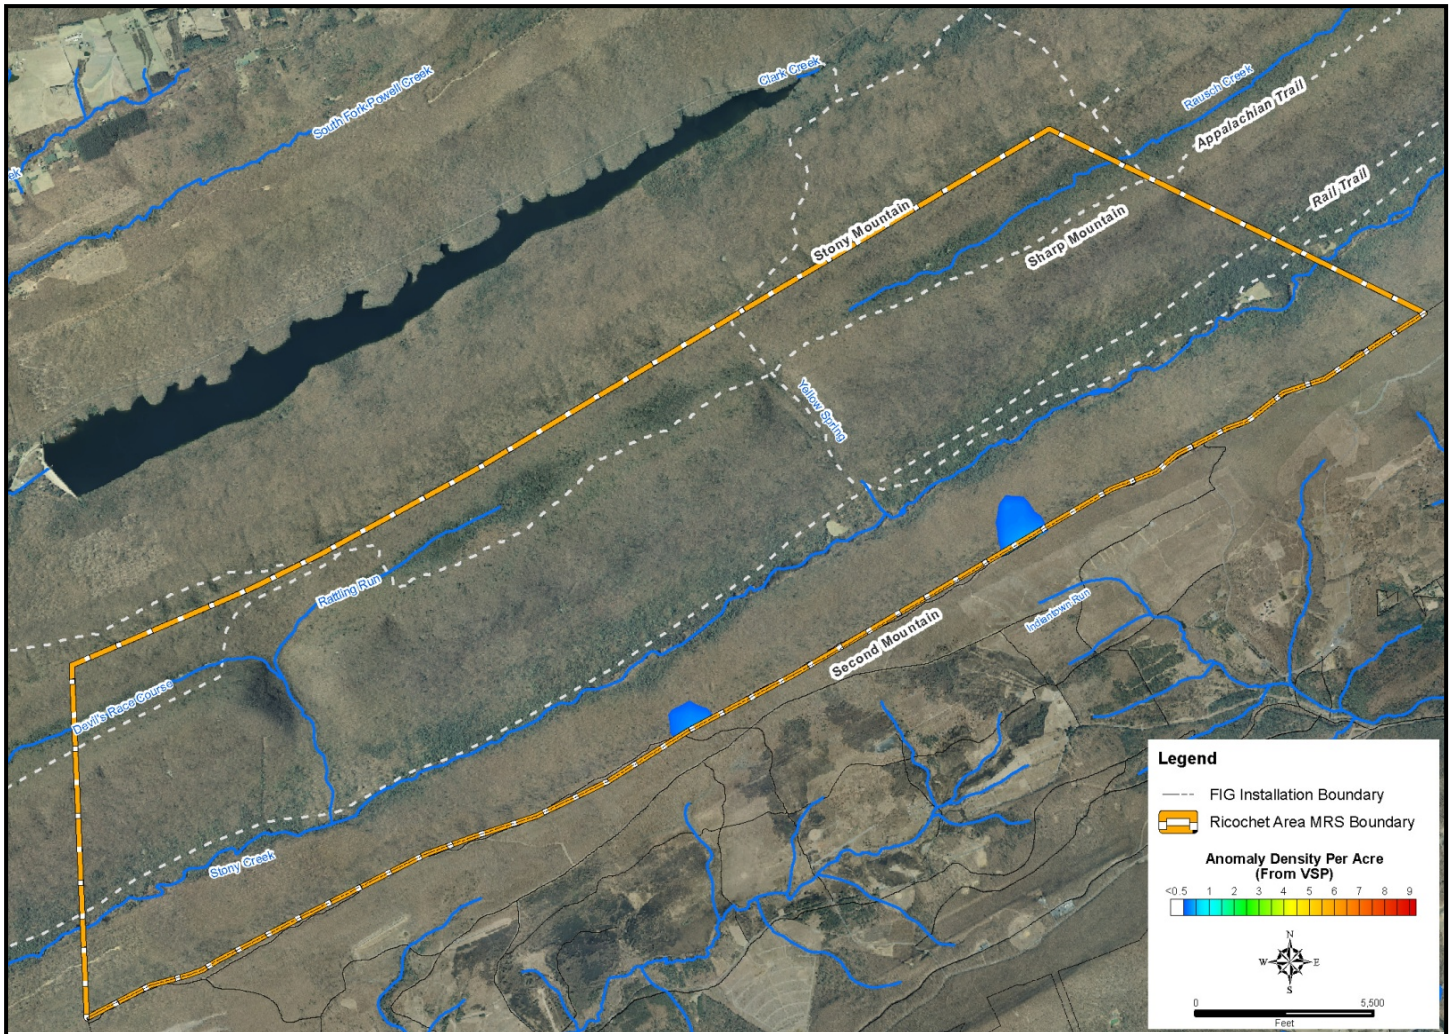 South Fork Powell Creek
Clark Creek
Rausch Creek
Appalachian Trail
ek
Rail Trail
Stony Mountain
Sharp Mountain
Yellow Spring
Rattling Run
Indiantown Run
Second Mountain
Devil's Race Course
Stony Creek
Legend
FIG Installation Boundary
Ricochet Area MRS Boundary
Anomaly Density Per Acre
(From VSP)
<0.5 1 2 3 4 5 6 7 8 9
N
W E
S
0 5,500
Feet